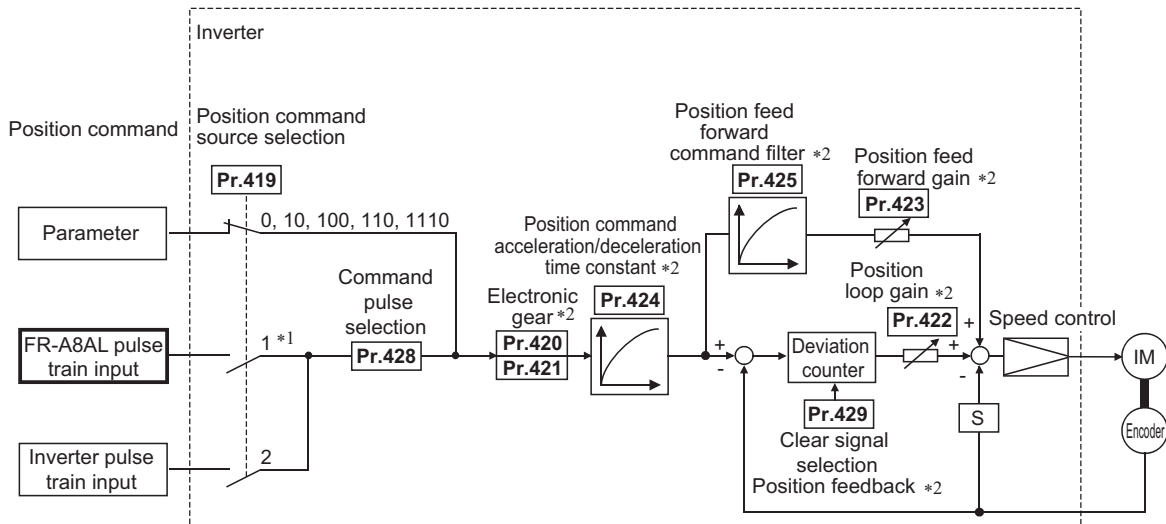 Inverter
Position command
Position command
source selection
Pr.419
Parameter
0, 10, 100, 110, 1110
FR-A8AL pulse
train input
1 *1
Inverter pulse
train input
2
Command
pulse
selection
Pr.428
Electronic
gear *2
Pr.420
Pr.421
Position command
acceleration/deceleration
time constant *2
Pr.424
Position feed
forward
command filter *2
Pr.425
Position feed
forward gain *2
Pr.423
Position
loop gain *2
Pr.422
+
-
Deviation
counter
Pr.429
Clear signal
selection
Position feedback *2
+
+
-
S
Speed control
IM
Encoder